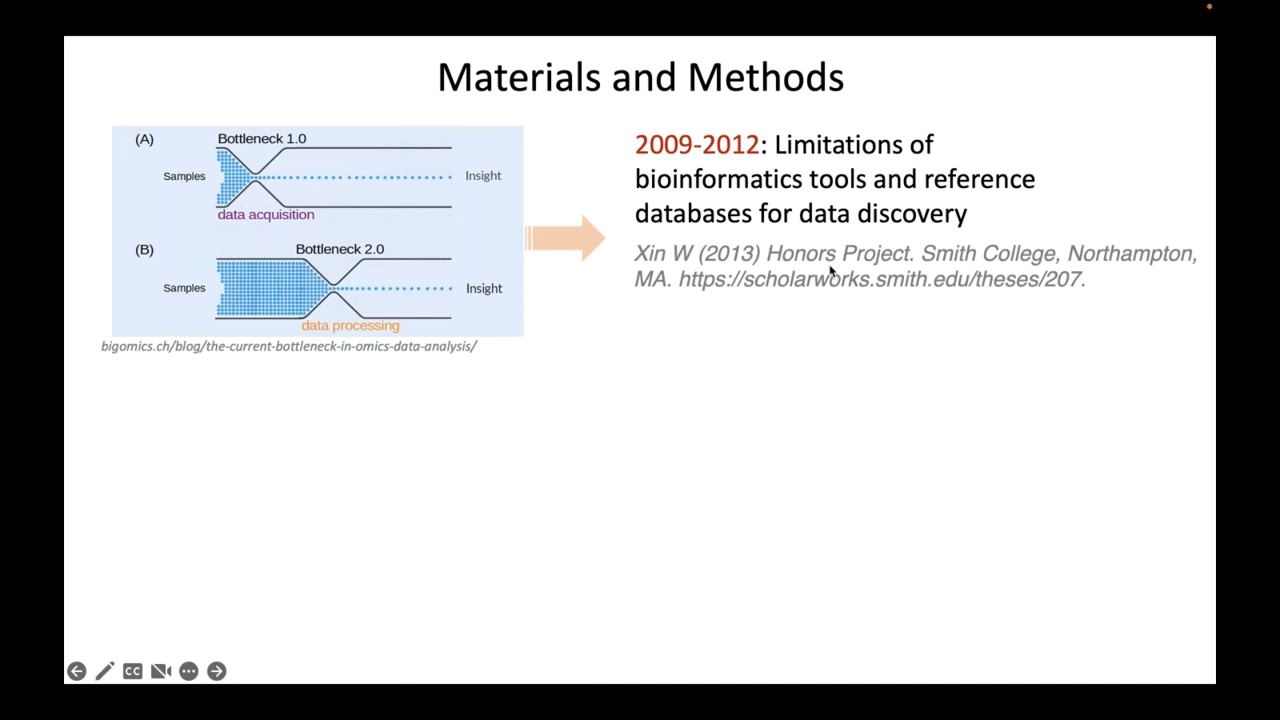 Materials and Methods
(A)
Bottleneck 1.0
Samples
Insight
data acquisition
(B)
Bottleneck 2.0
Samples
Insight
data processing
bigomics.ch/blog/the-current-bottleneck-in-omics-data-analysis/
2009-2012: Limitations of
bioinformatics tools and reference
databases for data discovery
Xin W (2013) Honors Project. Smith College, Northampton,
MA. https://scholarworks.smith.edu/theses/207.
CC